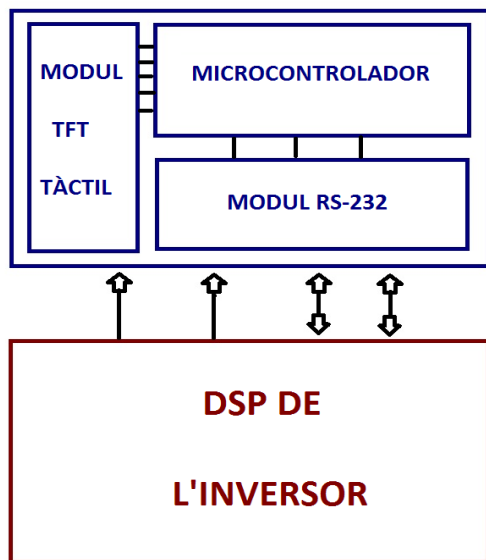 MODUL
TFT
TÀCTIL
MICROCONTROLADOR
MODUL RS-232
DSP DE
L'INVERSOR